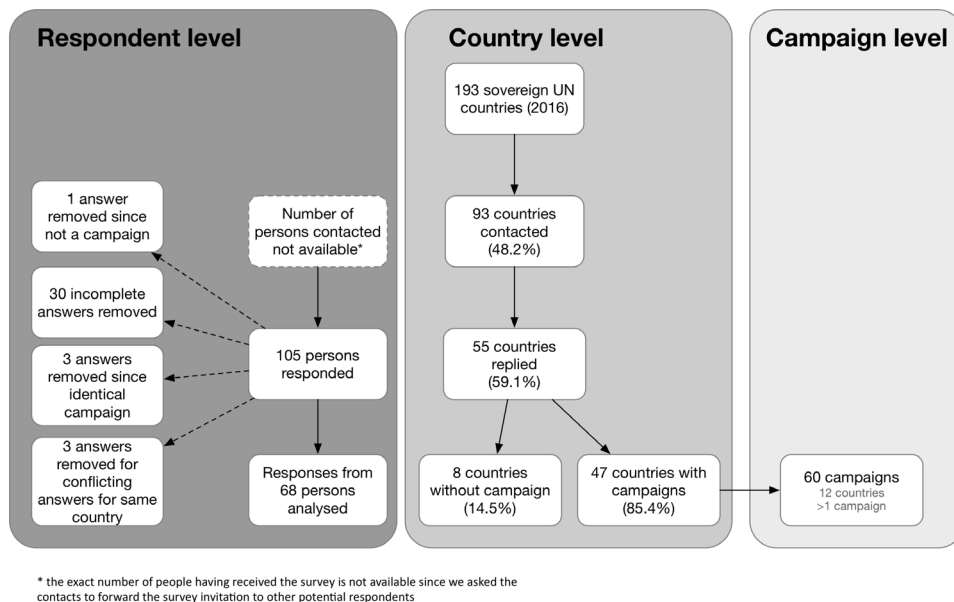 Respondent level
1 answer
removed since
not a campaign
30 incomplete
answers removed
3 answers
removed since
identical
campaign
3 answers
removed for
conflicting
answers for same
country
Number of
persons contacted
not available*
105 persons
responded
Responses from
68 persons
analysed
Country level
193 sovereign UN
countries (2016)
93 countries
contacted
(48.2%)
55 countries
replied
(59.1%)
8 countries
without campaign
(14.5%)
47 countries with
campaigns
(85.4%)
Campaign level
60 campaigns
12 countries
>1 campaign
* the exact number of people having received the survey is not available since we asked the
contacts to forward the survey invitation to other potential respondents